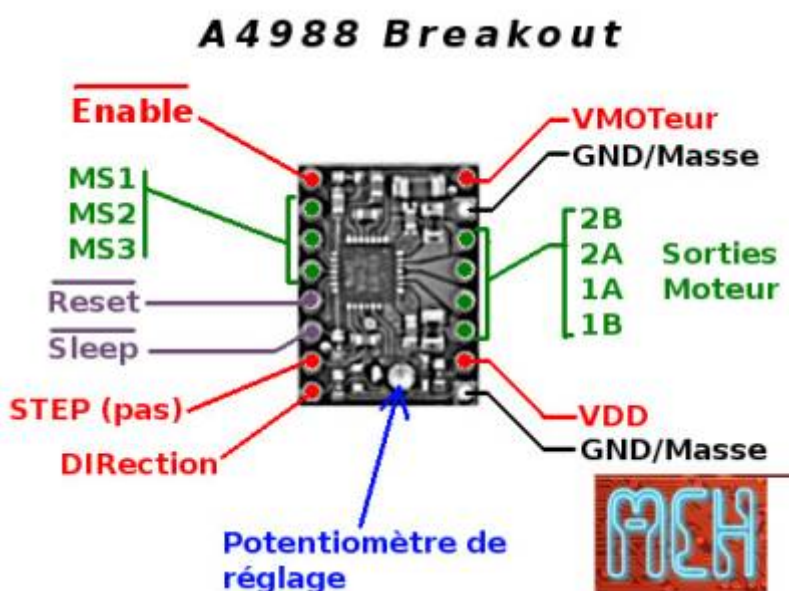 A4988 Breakout
Enable
MS1
MS2
MS3
Reset
Sleep
STEP (pas)
DIRection
VMOTeur
GND/Masse
2B
2A Sorties
1A Moteur
1B
VDD
GND/Masse
Potentiomètre de
réglage
MCH